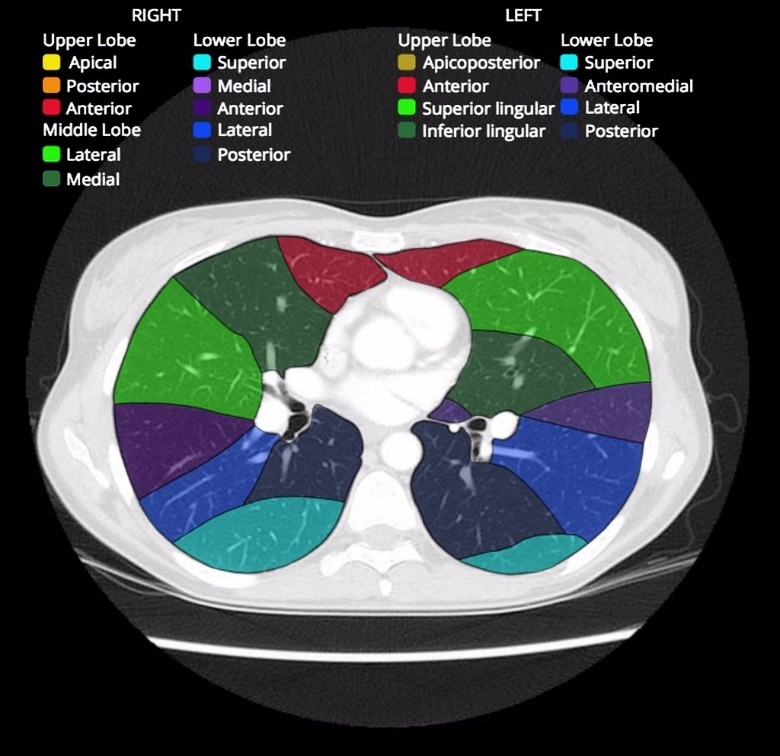 RIGHT
Upper Lobe
Apical
Posterior
Anterior
Middle Lobe
Lateral
Medial
Lower Lobe
Superior
Medial
Anterior
Lateral
Posterior
LEFT
Upper Lobe
Apicoposterior
Anterior
Superior lingular
Inferior lingular
Lower Lobe
Superior
Anteromedial
Lateral
Posterior